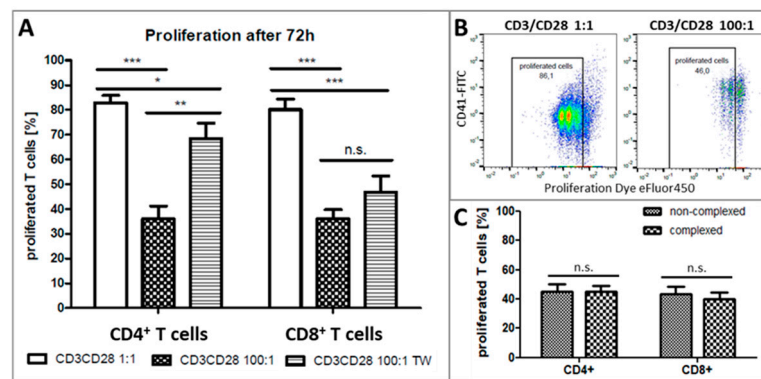 A
Proliferation after 72h
proliferated T cells [%]
100
90
80
70
60
50
40
30
20
10
0
***
*
**
***
***
n.s.
CD4+ T cells
CD8+ T cells
CD3CD28 1:1
CD3CD28 100:1
CD3CD28 100:1 TW
B
CD3/CD28 1:1
CD3/CD28 100:1
CD41-FITC
proliferated cells
86,1
proliferated cells
46,0
Proliferation Dye eFluor450
C
proliferated T cells [%]
100
80
60
40
20
0
non-complexed
complexed
n.s.
n.s.
CD4+
CD8+